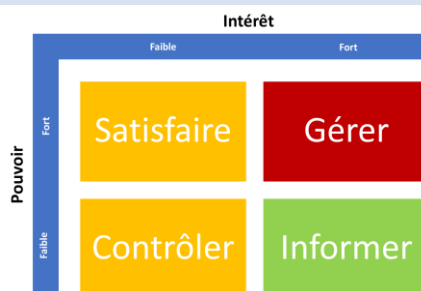 Intérêt
Faible
Fort
Pouvoir
Fort
Satisfaire
Gérer
Faible
Contrôler
Informer